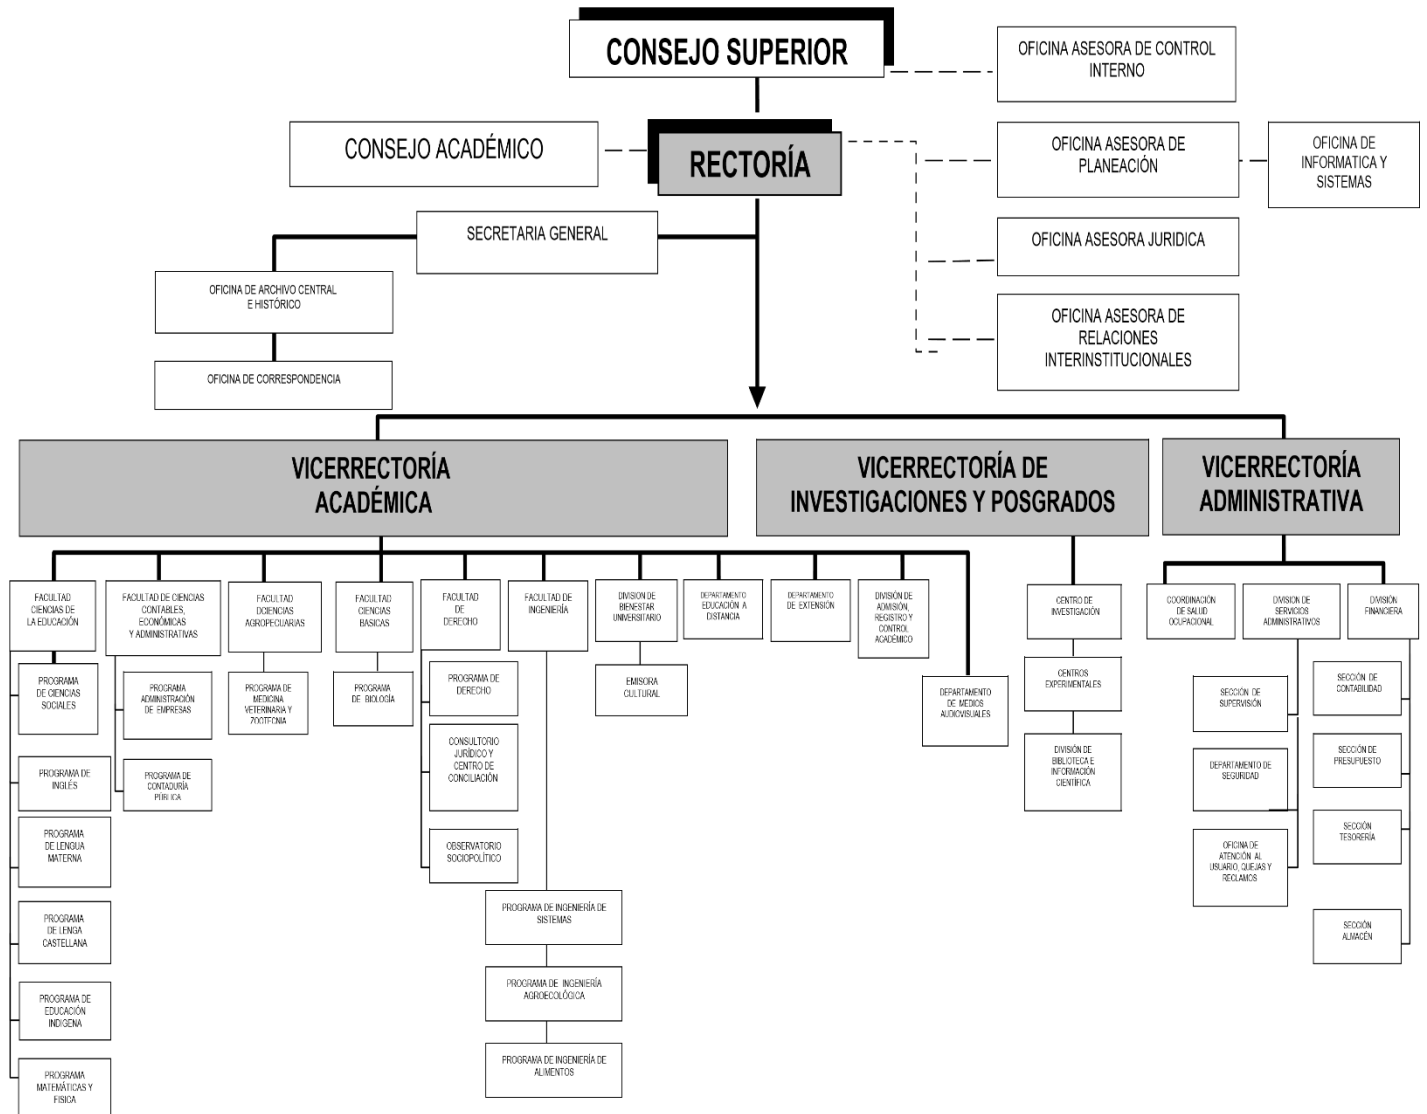 CONSEJO SUPERIOR
OFICINA ASESORA DE CONTROL
INTERNO
CONSEJO ACADÉMICO
RECTORÍA
OFICINA ASESORA DE
PLANEACIÓN
OFICINA DE
INFORMATICA Y
SISTEMAS
SECRETARIA GENERAL
OFICINA ASESORA JURIDICA
OFICINA DE ARCHIVO CENTRAL
E HISTÓRICO
OFICINA ASESORA DE
RELACIONES
INTERINSTITUCIONALES
OFICINA DE CORRESPONDENCIA
VICERRECTORÍA
ACADÉMICA
VICERRECTORÍA DE
INVESTIGACIONES Y POSGRADOS
VICERRECTORÍA
ADMINISTRATIVA
FACULTAD
CIENCIAS DE
LA EDUCACIÓN
FACULTAD DE CIENCIAS
CONTABLES,
ECONÓMICAS
Y ADMINISTRATIVAS
FACULTAD
DCIENCIAS
AGROPECUARIAS
FACULTAD
CIENCIAS
BASICAS
FACULTAD
DE
DERECHO
FACULTAD DE
INGENIERÍA
DIVISION DE
BIENESTAR
UNIVERSITARIO
DEPARTAMENTO
EDUCACIÓN A
DISTANCIA
DEPARTAMENTO
DE EXTENSIÓN
DIVISIÓN DE
ADMISIÓN,
REGISTRO Y
CONTROL
ACADÉMICO
CENTRO DE
INVESTIGACIÓN
COORDINACIÓN
DE SALUD
OCUPACIONAL
DIVISION DE
SERVICIOS
ADMINISTRATIVOS
DIVISIÓN
FINANCIERA
PROGRAMA
DE CIENCIAS
SOCIALES
PROGRAMA
ADMINISTRACIÓN
DE EMPRESAS
PROGRAMA DE
MEDICINA
VETERINARIA Y
ZOOTECNIA
PROGRAMA
DE BIOLOGÍA
PROGRAMA DE
DERECHO
EMISORA
CULTURAL
DEPARTAMENTO
DE MEDIOS
AUDIOVISUALES
CENTROS
EXPERIMENTALES
SECCIÓN DE
SUPERVISIÓN
SECCIÓN DE
CONTABILIDAD
PROGRAMA DE
INGLÉS
PROGRAMA DE
CONTADURÍA
PÚBLICA
CONSULTORIO
JURÍDICO Y
CENTRO DE
CONCILIACIÓN
DIVISIÓN DE
BIBLIOTECA E
INFORMACIÓN
CIENTÍFICA
DEPARTAMENTO DE
SEGURIDAD
SECCIÓN DE
PRESUPUESTO
PROGRAMA
DE LENGUA
MATERNA
OBSERVATORIO
SOCIOPOLÍTICO
OFICINA DE
ATENCIÓN AL
USUARIO, QUEJAS Y
RECLAMOS
SECCIÓN
TESORERÍA
PROGRAMA
DE LENGA
CASTELLANA
PROGRAMA DE INGENIERÍA DE
SISTEMAS
SECCIÓN
ALMACÉN
PROGRAMA DE
EDUCACIÓN
INDIGENA
PROGRAMA DE INGENIERÍA
AGROECOLÓGICA
PROGRAMA
MATEMÁTICAS Y
FISICA
PROGRAMA DE INGENIERÍA DE
ALIMENTOS